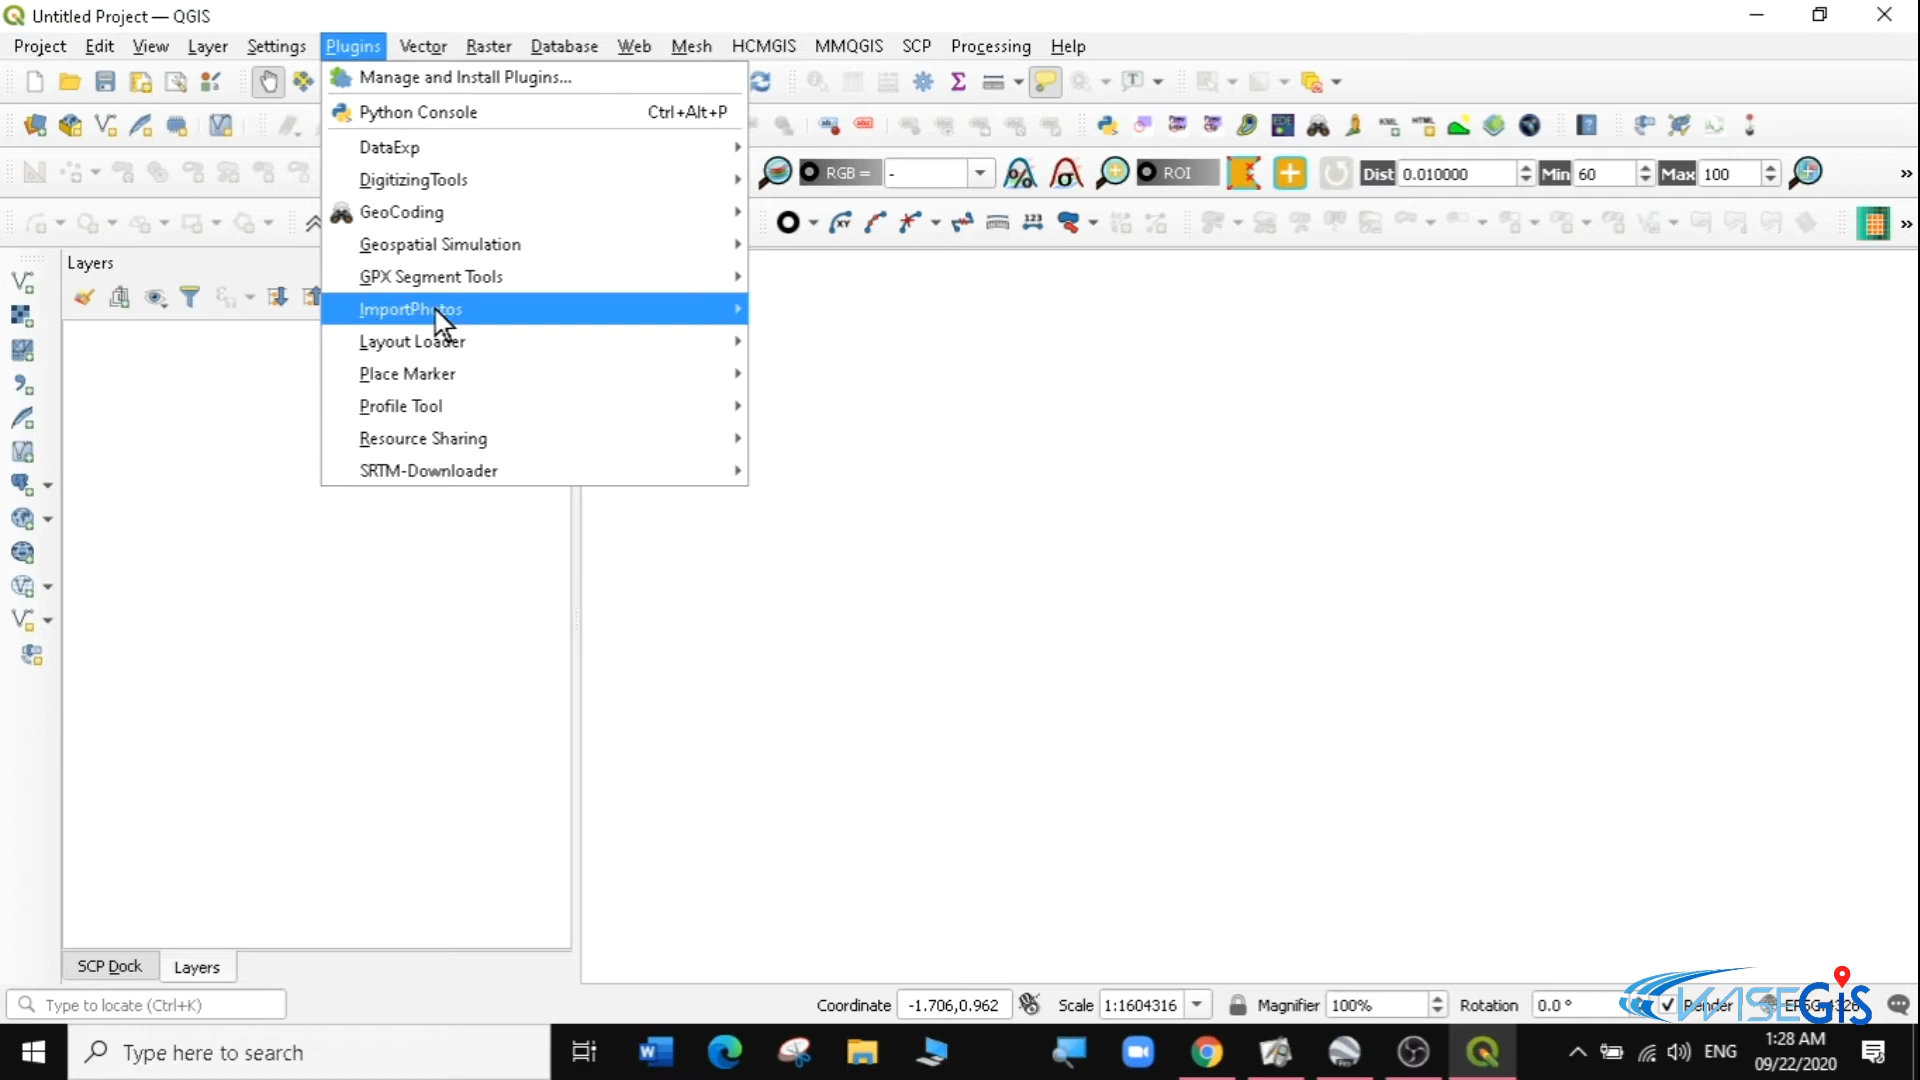 Untitled Project — QGIS
Project Edit View Layer Settings Plugins Vector Raster Database Web Mesh HCMGIS MMQGIS SCP Processing Help
Manage and Install Plugins...
Python Console Ctrl+Alt+P
DataExp
DigitizingTools
GeoCoding
Geospatial Simulation
GPX Segment Tools
ImportPhotos
Layout Loader
Place Marker
Profile Tool
Resource Sharing
SRTM-Downloader
RGB = - ROI Dist 0.010000 Min 60 Max 100
Layers
SCP Dock Layers
Type to locate (Ctrl+K) Coordinate -1.706,0.962 Scale 1:1604316 Magnifier 100% Rotation 0.0 ° Render EPSG:4326
WISEGIS
Type here to search
ENG
1:28 AM
09/22/2020